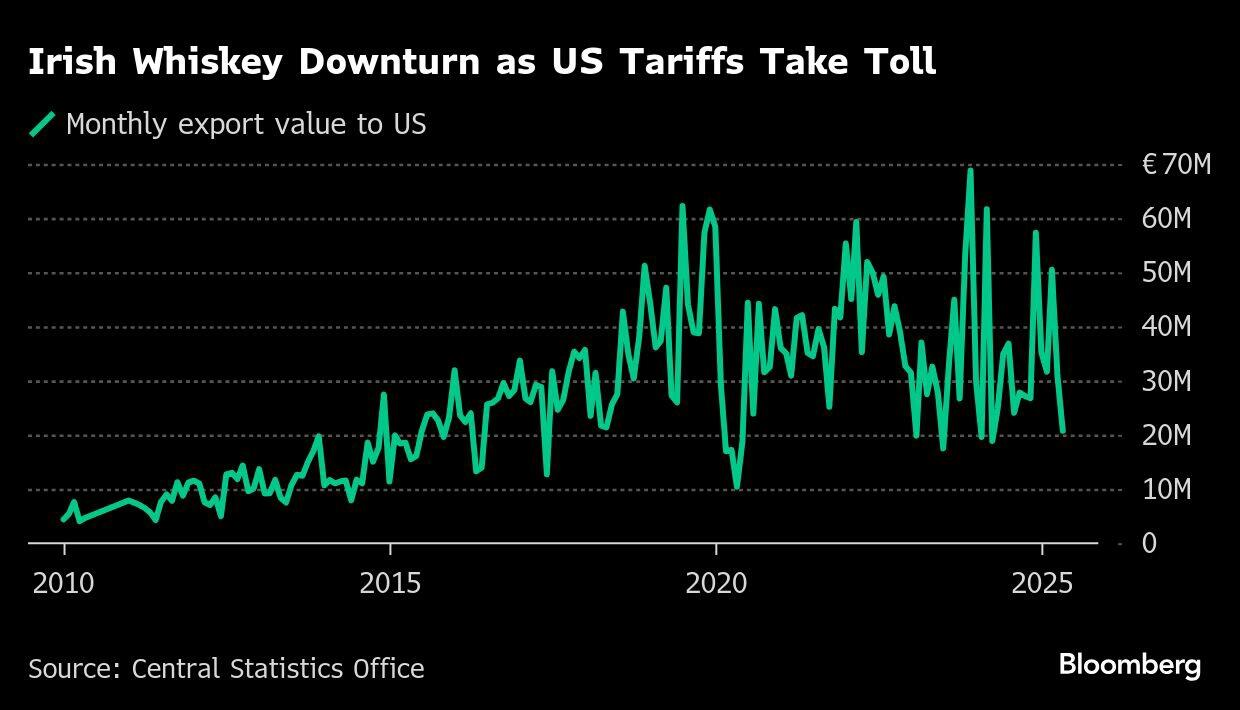 Irish Whiskey Downturn as US Tariffs Take Toll
Monthly export value to US
€70M
60M
50M
40M
30M
20M
10M
0
2010 2015 2020 2025
Source: Central Statistics Office
Bloomberg